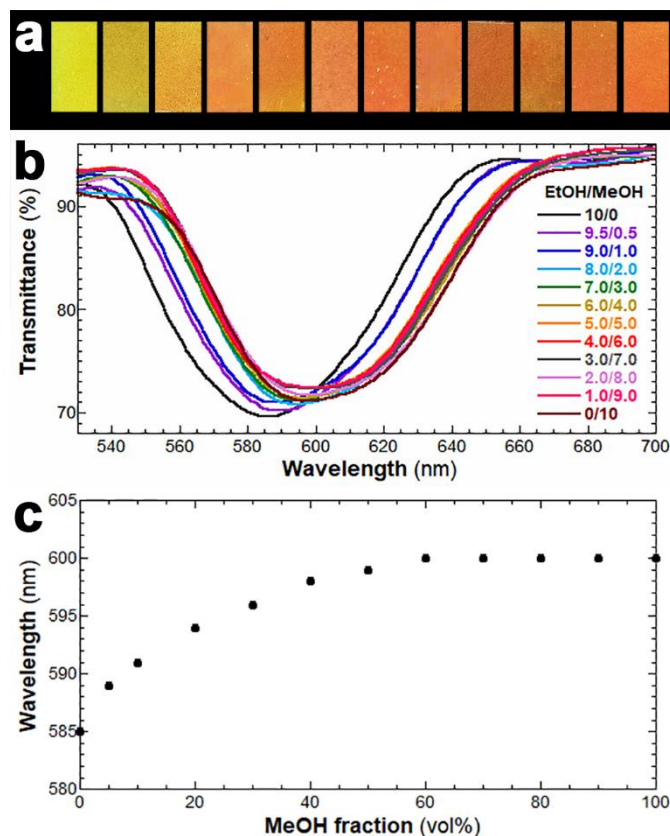 a
b
EtOH/MeOH
10/0
9.5/0.5
9.0/1.0
8.0/2.0
7.0/3.0
6.0/4.0
5.0/5.0
4.0/6.0
3.0/7.0
2.0/8.0
1.0/9.0
0/10
90
80
70
Transmittance (%)
540 560 580 600 620 640 660 680 700
Wavelength (nm)
c
605
600
595
590
585
580
Wavelength (nm)
0 20 40 60 80 100
MeOH fraction (vol%)